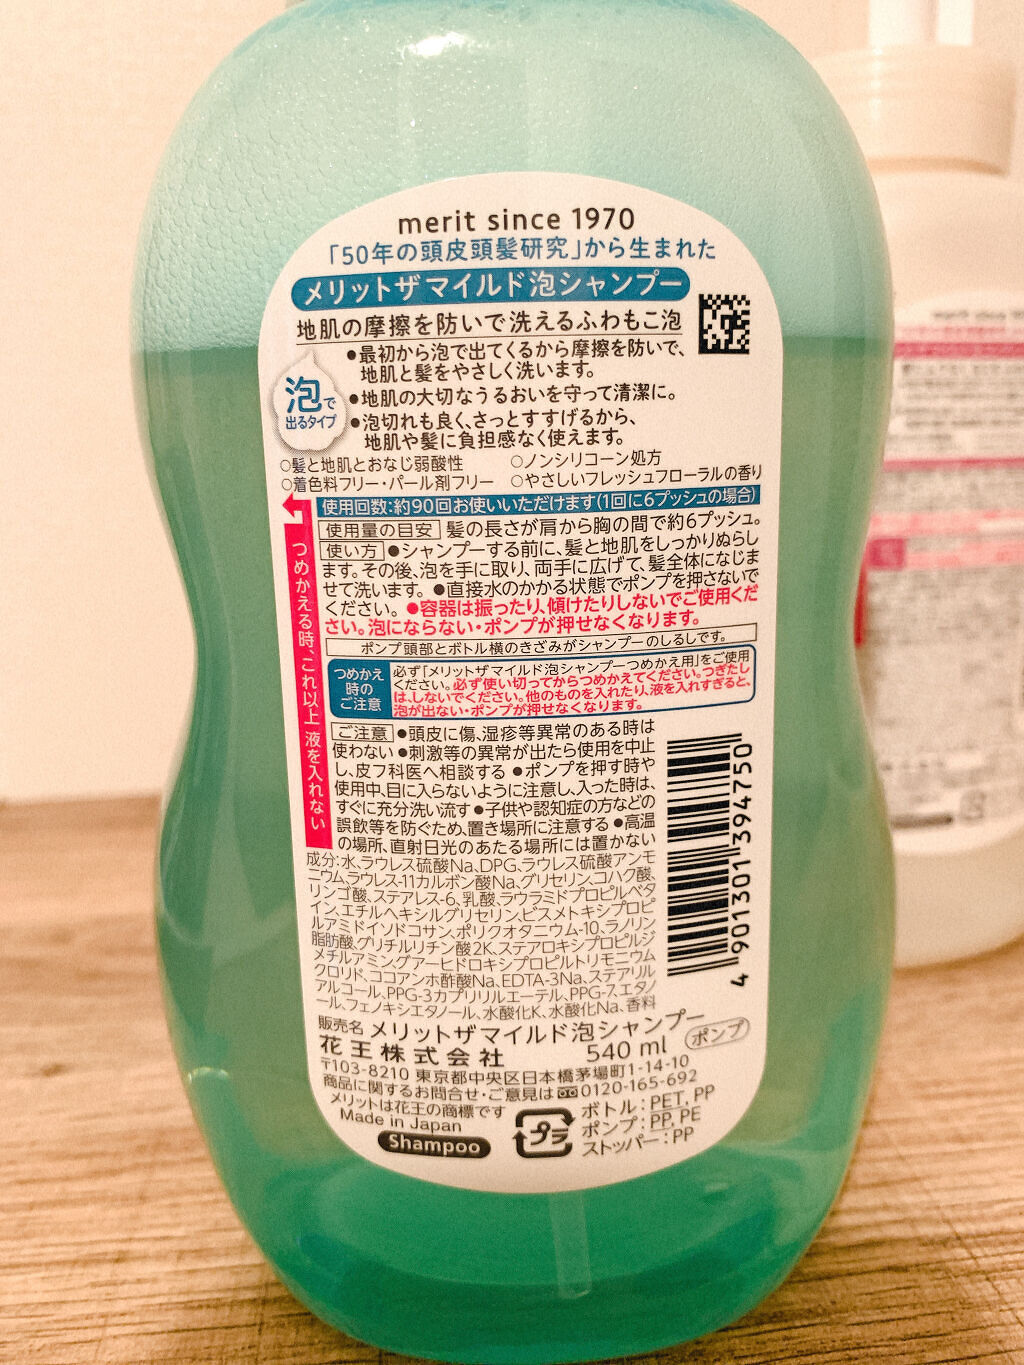 merit since 1970
「50年の頭皮頭髪研究」から生まれた
メリットザマイルド泡シャンプー
地肌の摩擦を防いで洗えるふわもこ泡
泡で
出るタイプ
●最初から泡で出てくるから摩擦を防いで、
地肌と髪をやさしく洗います。
●地肌の大切なうるおいを守って清潔に。
●泡切れも良く、さっとすすげるから、
地肌や髪に負担感なく使えます。
○髪と地肌とおなじ弱酸性 ○ノンシリコーン処方
○着色料フリー・パール剤フリー ○やさしいフレッシュフローラルの香り
つめかえる時、これ以上 液を入れない
使用回数:約90回お使いいただけます(1回に6プッシュの場合)
使用量の目安 髪の長さが肩から胸の間で約6プッシュ。
使い方 ●シャンプーする前に、髪と地肌をしっかりぬらし
ます。その後、泡を手に取り、両手に広げて、髪全体になじま
せて洗います。 ●直接水のかかる状態でポンプを押さないで
ください。 ●容器は振ったり、傾けたりしないでご使用くだ
さい。泡にならない・ポンプが押せなくなります。
ポンプ頭部とボトル横のきざみがシャンプーのしるしです。
つめかえ
時の
ご注意
必ず「メリットザマイルド泡シャンプーつめかえ用」をご使用
ください。必ず使い切ってからつめかえてください。つぎたし
は、しないでください。他のものを入れたり、液を入れすぎると、
泡が出ない・ポンプが押せなくなります。
ご注意 ●頭皮に傷、湿疹等異常のある時は
使わない ●刺激等の異常が出たら使用を中止
し、皮フ科医へ相談する ●ポンプを押す時や
使用中、目に入らないように注意し、入った時は、
すぐに充分洗い流す ●子供や認知症の方などの
誤飲等を防ぐため、置き場所に注意する ●高温
の場所、直射日光のあたる場所には置かない
成分:水、ラウレス硫酸Na、DPG、ラウレス硫酸アンモ
ニウム、ラウレス-11カルボン酸Na、グリセリン、コハク酸、
リンゴ酸、ステアレス-6、乳酸、ラウラミドプロピルベタ
イン、エチルヘキシルグリセリン、ビスメトキシプロピ
ルアミドイソドコサン、ポリクオタニウム-10、ラノリン
脂肪酸、グリチルリチン酸2K、ステアロキシプロピルジ
メチルアミン、グアーヒドロキシプロピルトリモニウム
クロリド、ココアンホ酢酸Na、EDTA-3Na、ステアリル
アルコール、PPG-3カプリリルエーテル、PPG-7、エタノ
ール、フェノキシエタノール、水酸化K、水酸化Na、香料
4 901301 394750
販売名 メリットザマイルド泡シャンプー
花王株式会社 540 ml ポンプ
〒103-8210 東京都中央区日本橋茅場町1-14-10
商品に関するお問合せ・ご意見は 0120-165-692
メリットは花王の商標です
Made in Japan
Shampoo
プラ
ボトル:PET, PP
ポンプ:PP, PE
ストッパー:PP